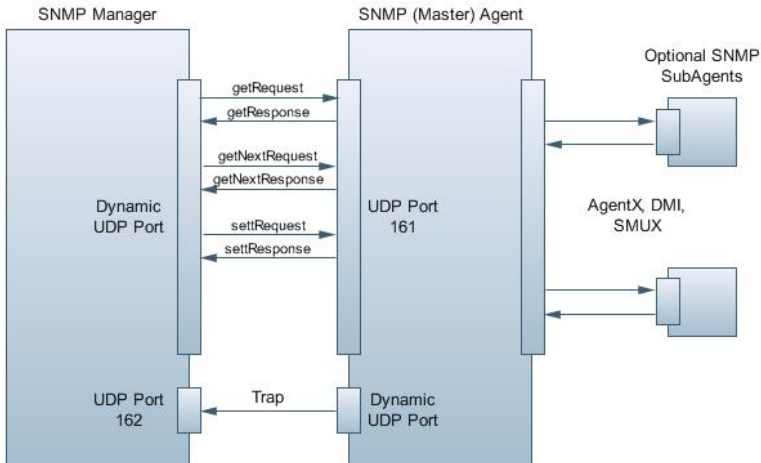 SNMP Manager
SNMP (Master) Agent
Optional SNMP
SubAgents
getRequest
getResponse
getNextRequest
getNextResponse
settRequest
settResponse
Dynamic
UDP Port
UDP Port
161
AgentX, DMI,
SMUX
UDP Port
162
Trap
Dynamic
UDP Port